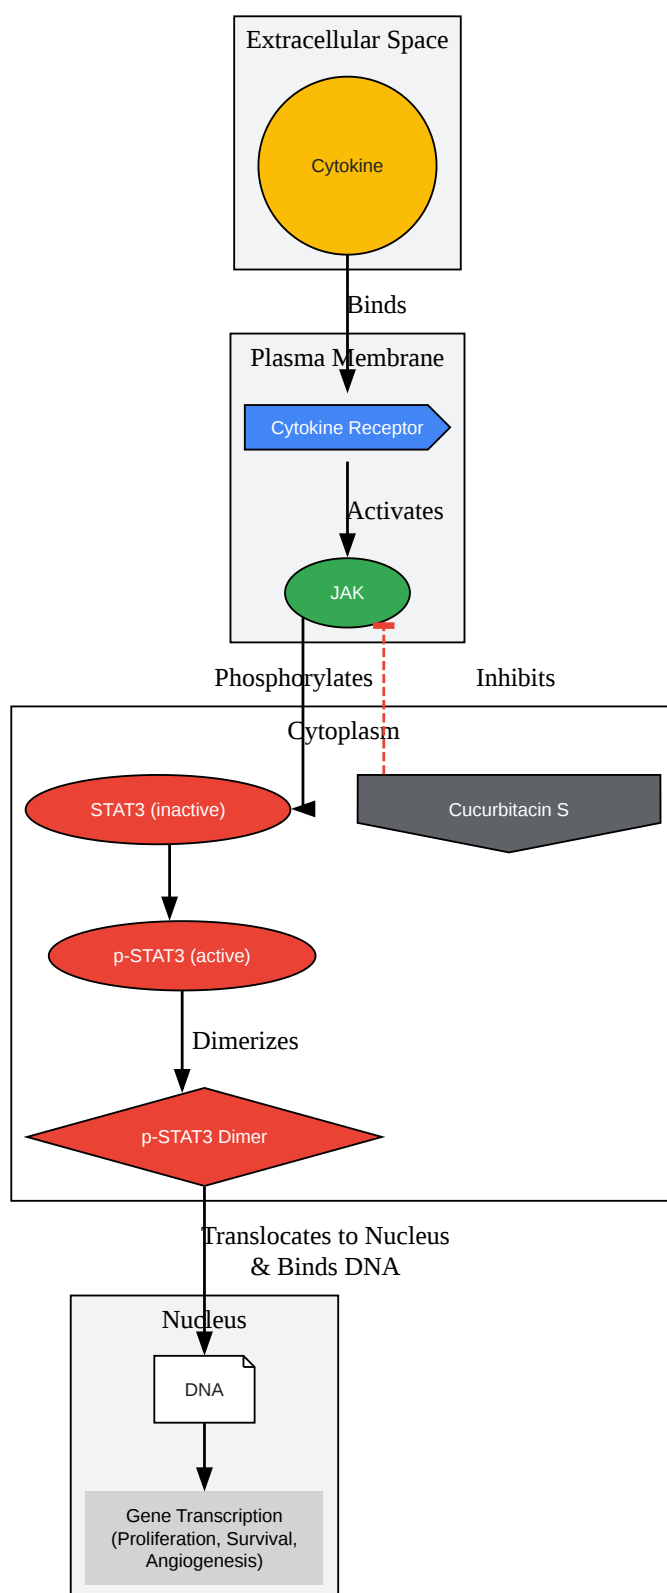 Extracellular Space
Cytokine
Binds
Plasma Membrane
Cytokine Receptor
Activates
JAK
Phosphorylates
Inhibits
Cytoplasm
STAT3 (inactive)
Cucurbitacin S
p-STAT3 (active)
Dimerizes
p-STAT3 Dimer
Translocates to Nucleus
& Binds DNA
Nucleus
DNA
Gene Transcription
(Proliferation, Survival,
Angiogenesis)